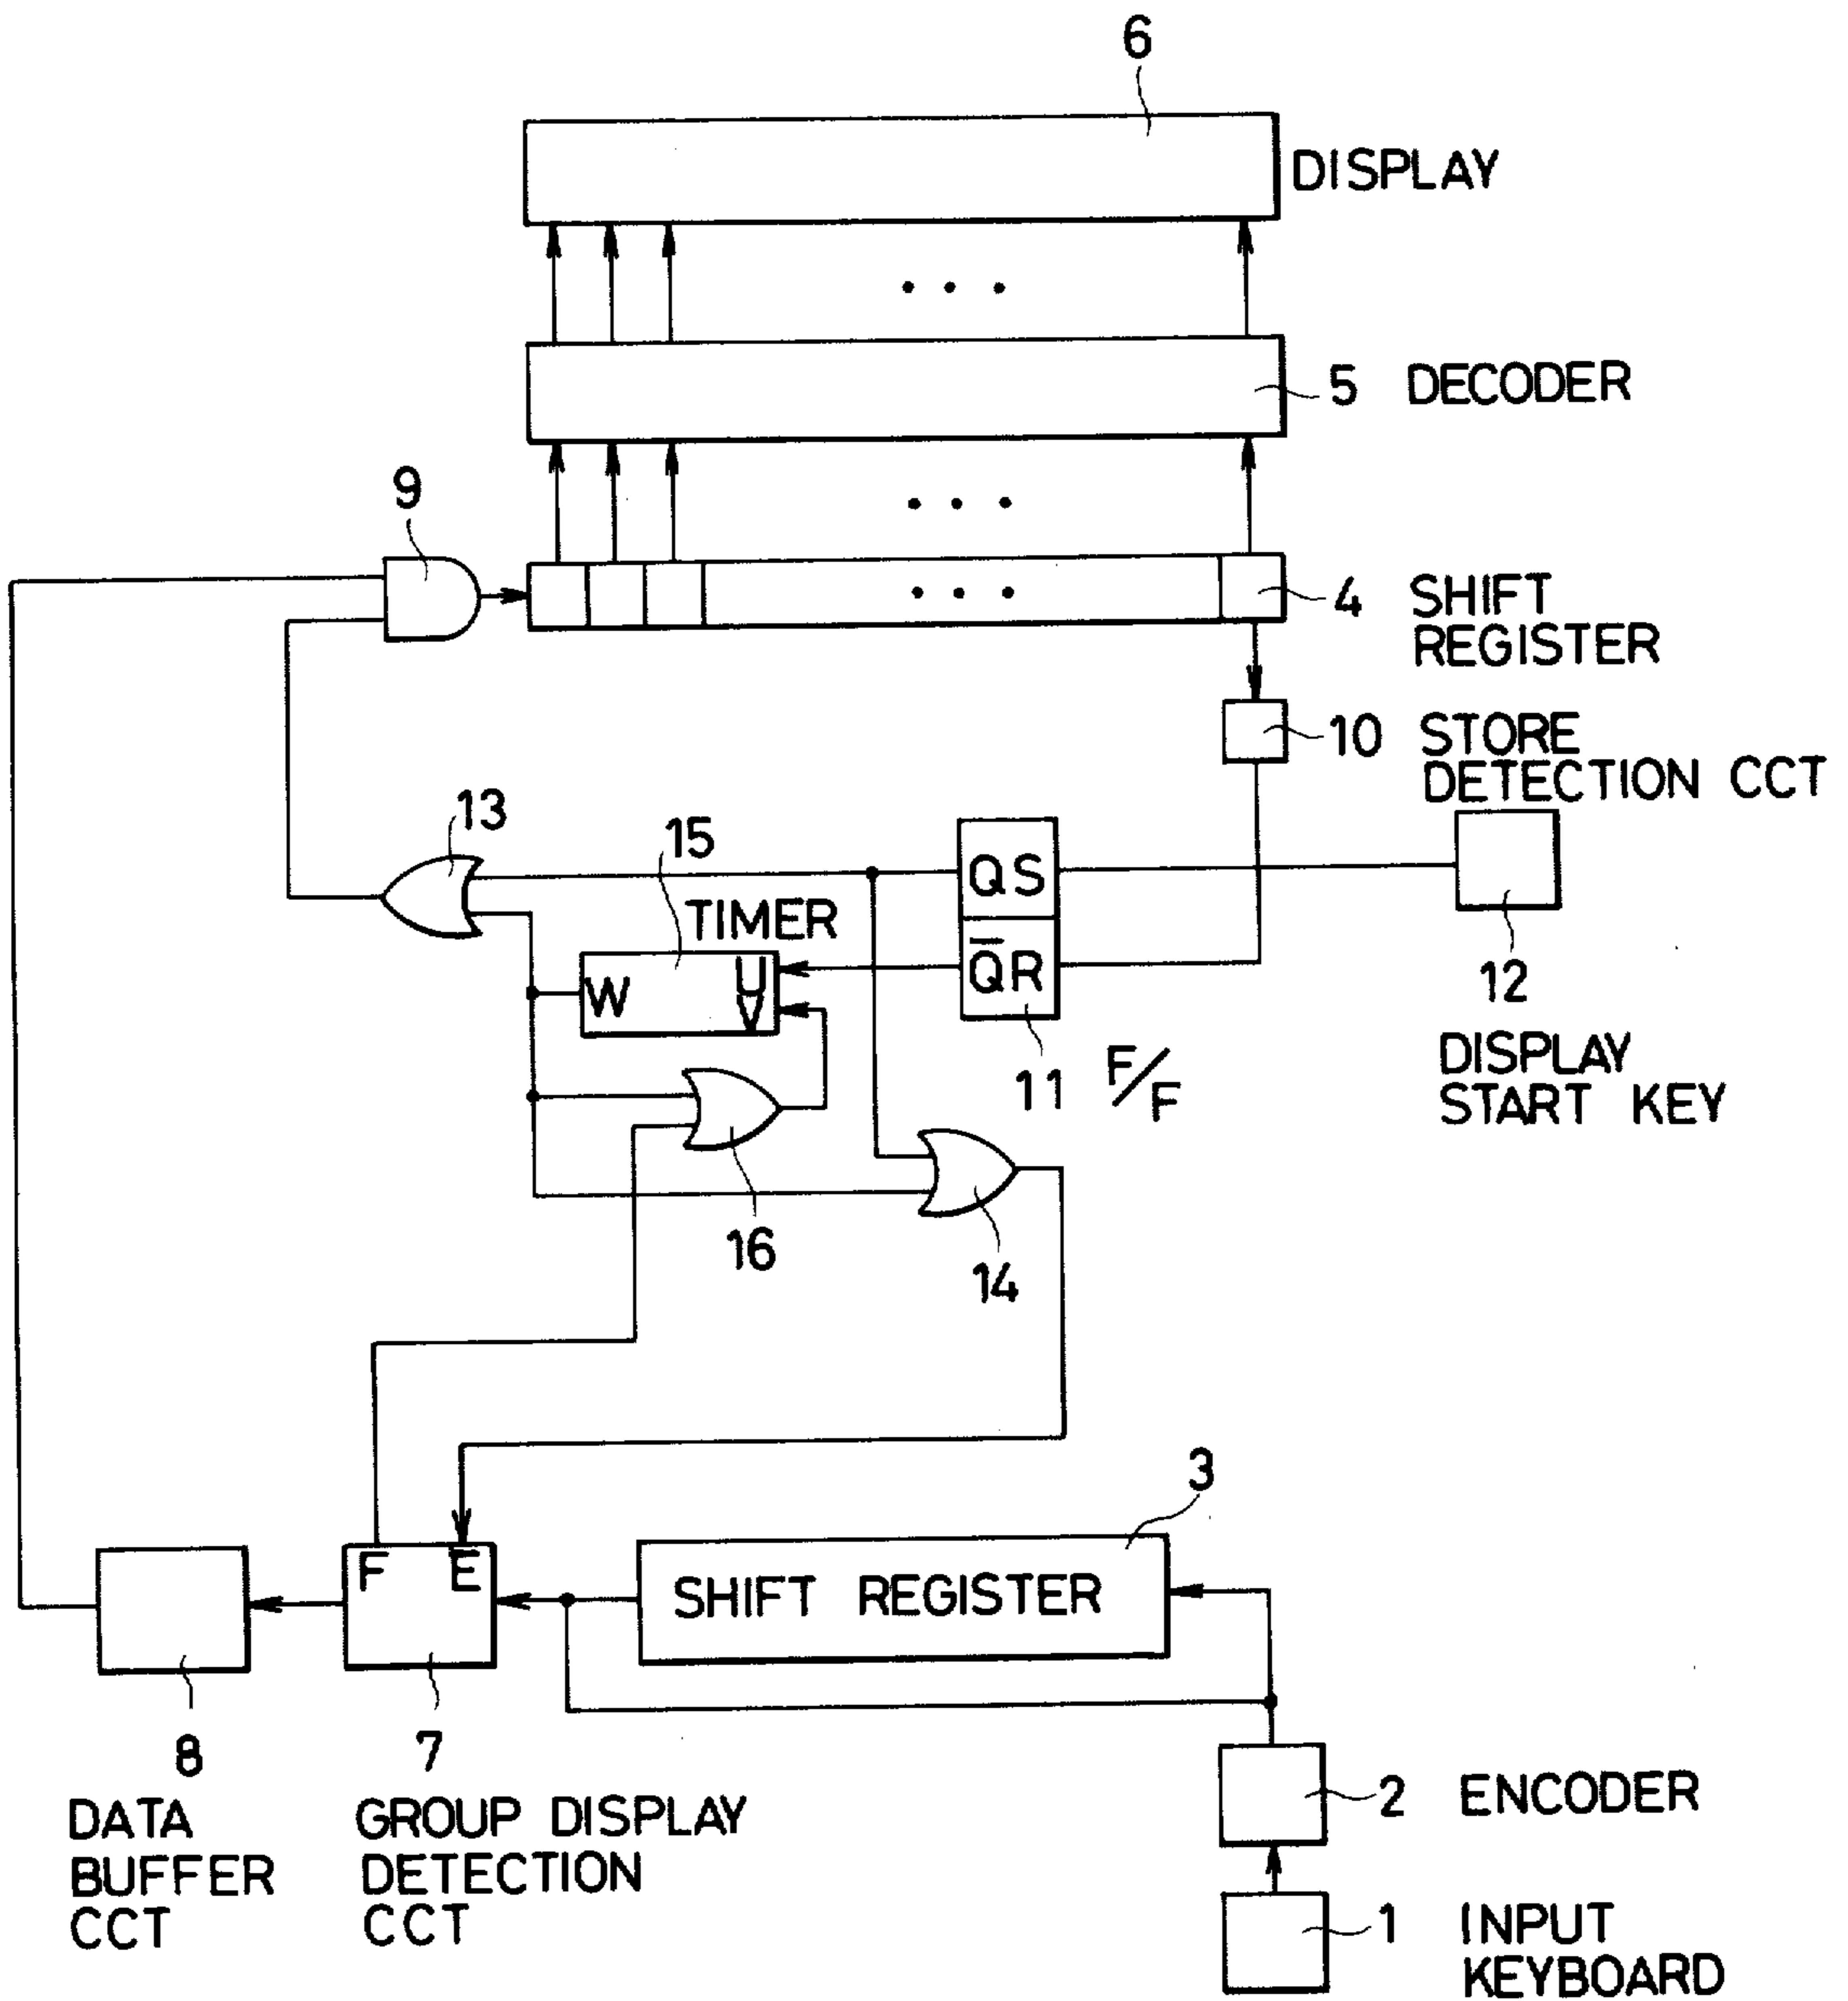 6
DISPLAY
5 DECODER
9
4 SHIFT
REGISTER
10 STORE
DETECTION CCT
13
15
TIMER
Q S
Q̅ R
W
U
V
11
F/F
12
DISPLAY
START KEY
16
14
3
F
E
SHIFT REGISTER
8
DATA
BUFFER
CCT
7
GROUP DISPLAY
DETECTION
CCT
2 ENCODER
1 INPUT
KEYBOARD